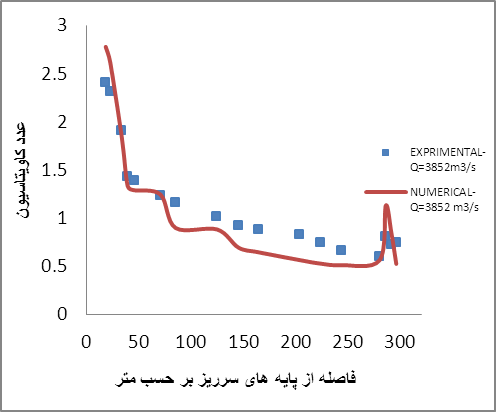 3
2.5
2
1.5
1
0.5
0
0 50 100 150 200 250 300
عدد کاویتاسیون
فاصله از پایه های سرریز بر حسب متر
EXPRIMENTAL-
Q=3852m3/s
NUMERICAL-
Q=3852 m3/s